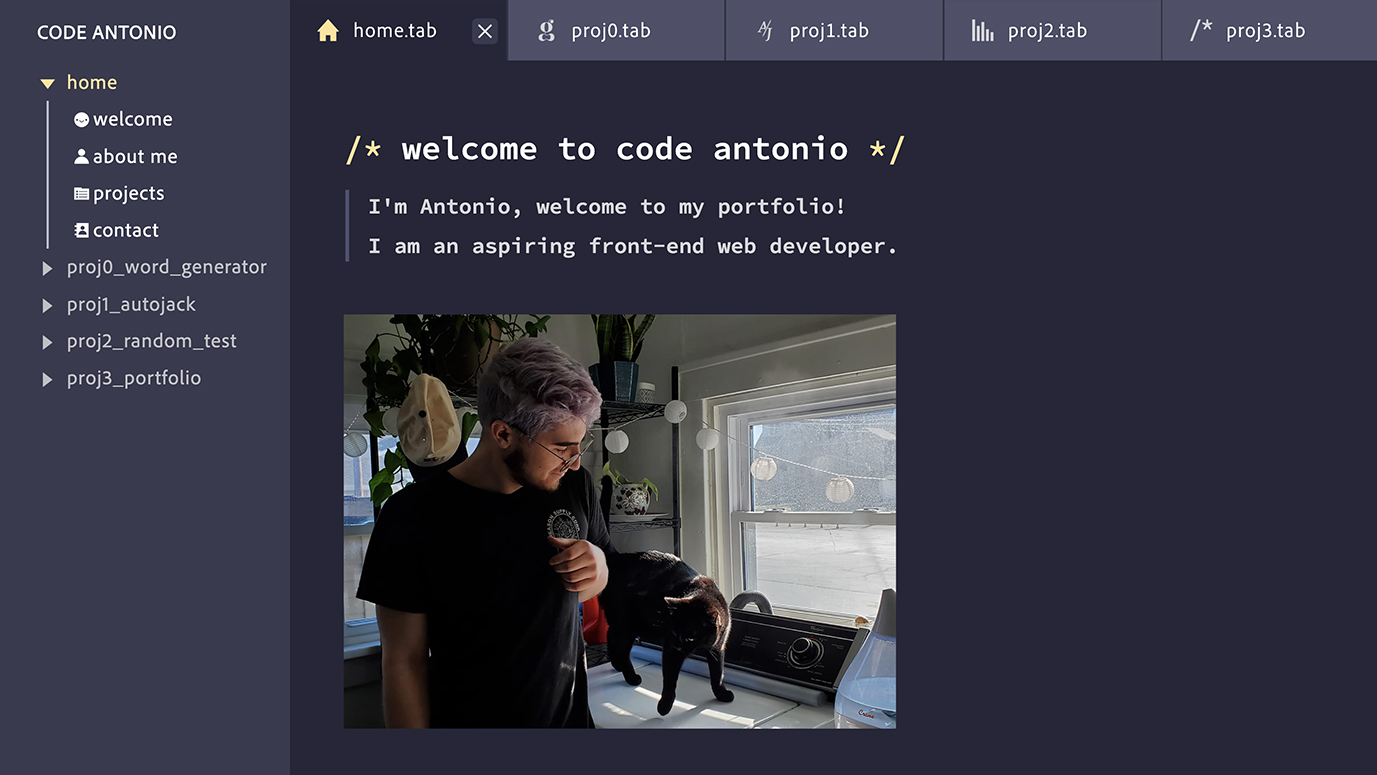 CODE ANTONIO
home
welcome
about me
projects
contact
proj0_word_generator
proj1_autojack
proj2_random_test
proj3_portfolio
home.tab
g proj0.tab
Aj proj1.tab
proj2.tab
/* proj3.tab
/* welcome to code antonio */
I'm Antonio, welcome to my portfolio!
I am an aspiring front-end web developer.
Crane